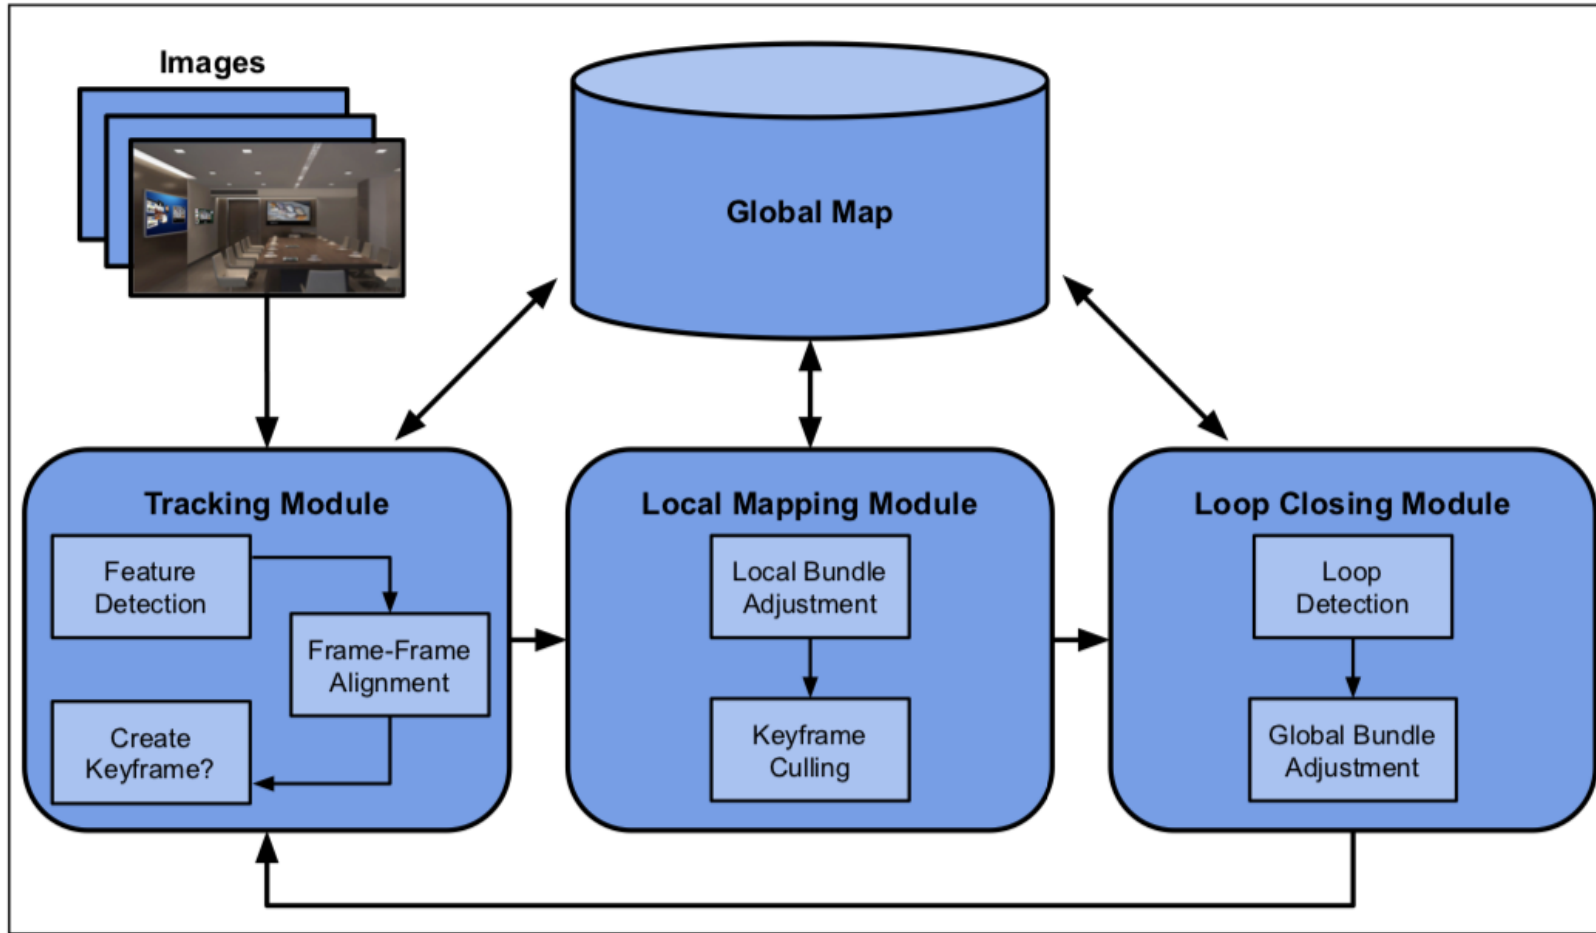 Images
Global Map
Tracking Module
Feature
Detection
Frame-Frame
Alignment
Create
Keyframe?
Local Mapping Module
Local Bundle
Adjustment
Keyframe
Culling
Loop Closing Module
Loop
Detection
Global Bundle
Adjustment